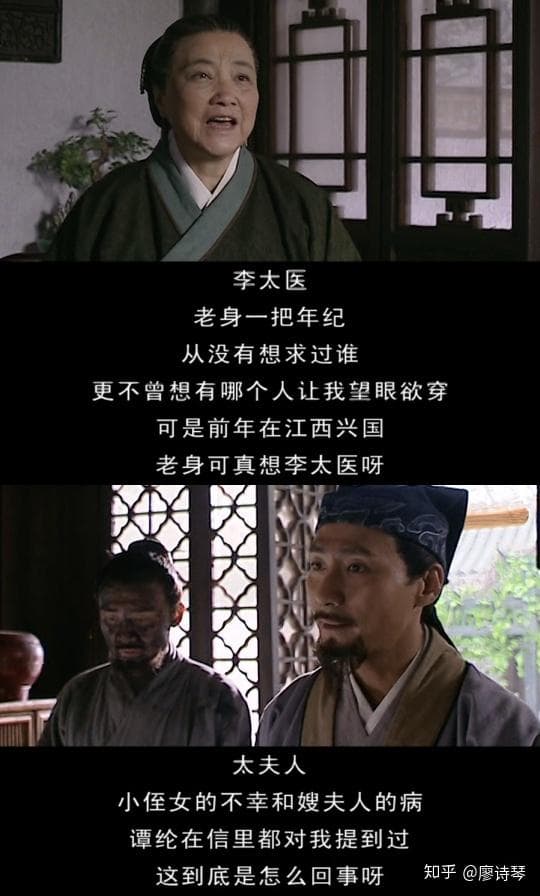 李太医
老身一把年纪
从没有想求过谁
更不曾想有哪个人让我望眼欲穿
可是前年在江西兴国
老身可真想李太医呀
太夫人
小侄女的不幸和嫂夫人的病
谭纶在信里都对我提到过
这到底是怎么回事呀
知乎 @廖诗琴